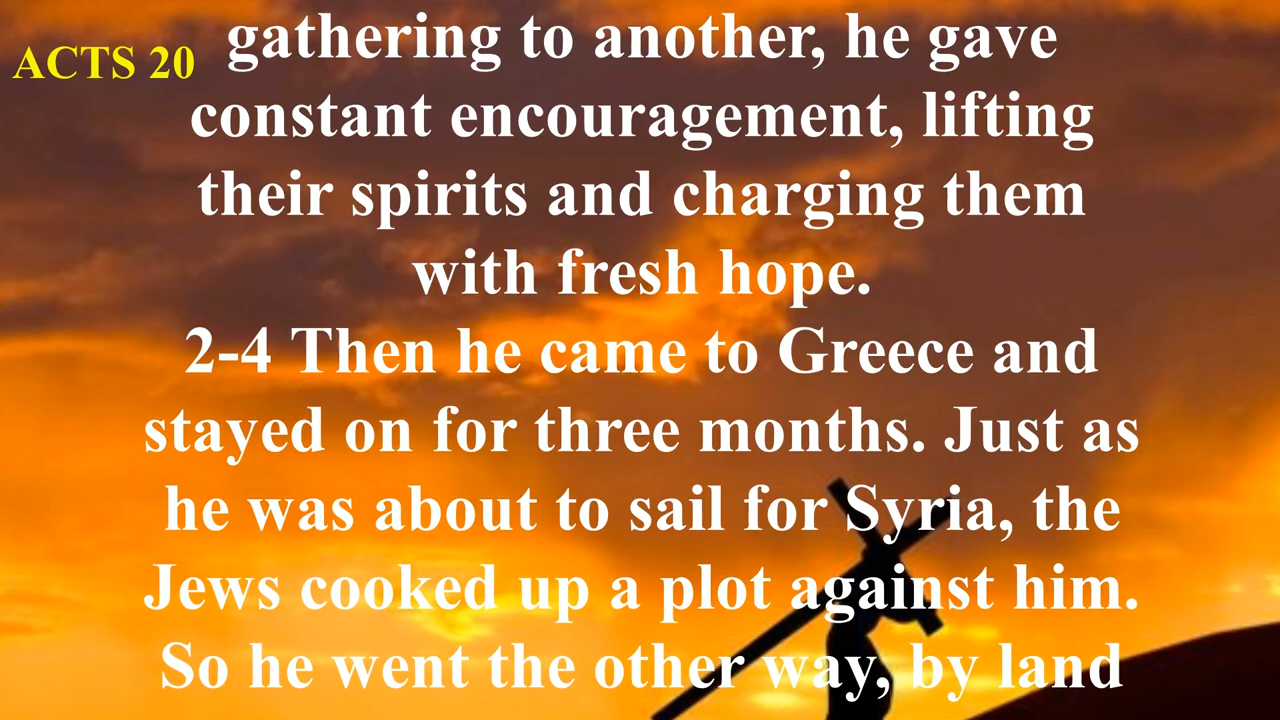 ACTS 20
gathering to another, he gave
constant encouragement, lifting
their spirits and charging them
with fresh hope.
2-4 Then he came to Greece and
stayed on for three months. Just as
he was about to sail for Syria, the
Jews cooked up a plot against him.
So he went the other way, by land